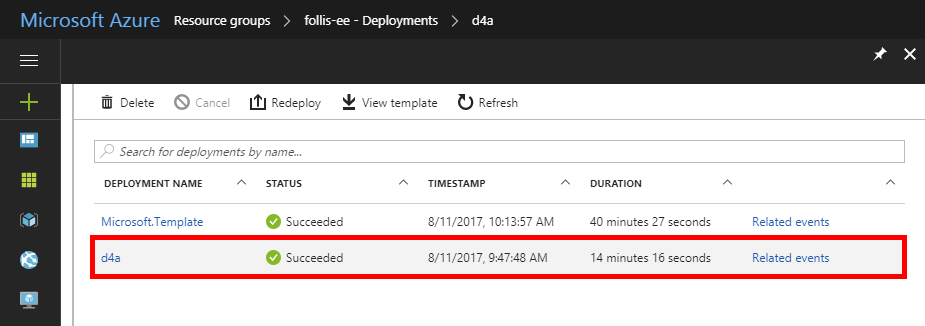 Microsoft Azure Resource groups > follis-ee - Deployments > d4a
Delete Cancel Redeploy View template Refresh
Search for deployments by name...
DEPLOYMENT NAME STATUS TIMESTAMP DURATION
Microsoft.Template Succeeded 8/11/2017, 10:13:57 AM 40 minutes 27 seconds Related events
d4a Succeeded 8/11/2017, 9:47:48 AM 14 minutes 16 seconds Related events